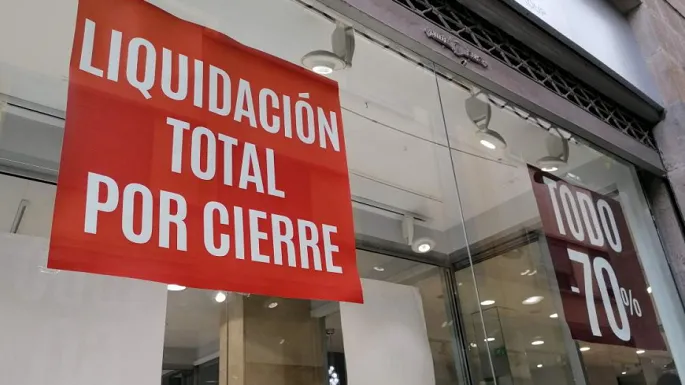 LIQUIDACIÓN
TOTAL
POR CIERRE
TODO
-70%